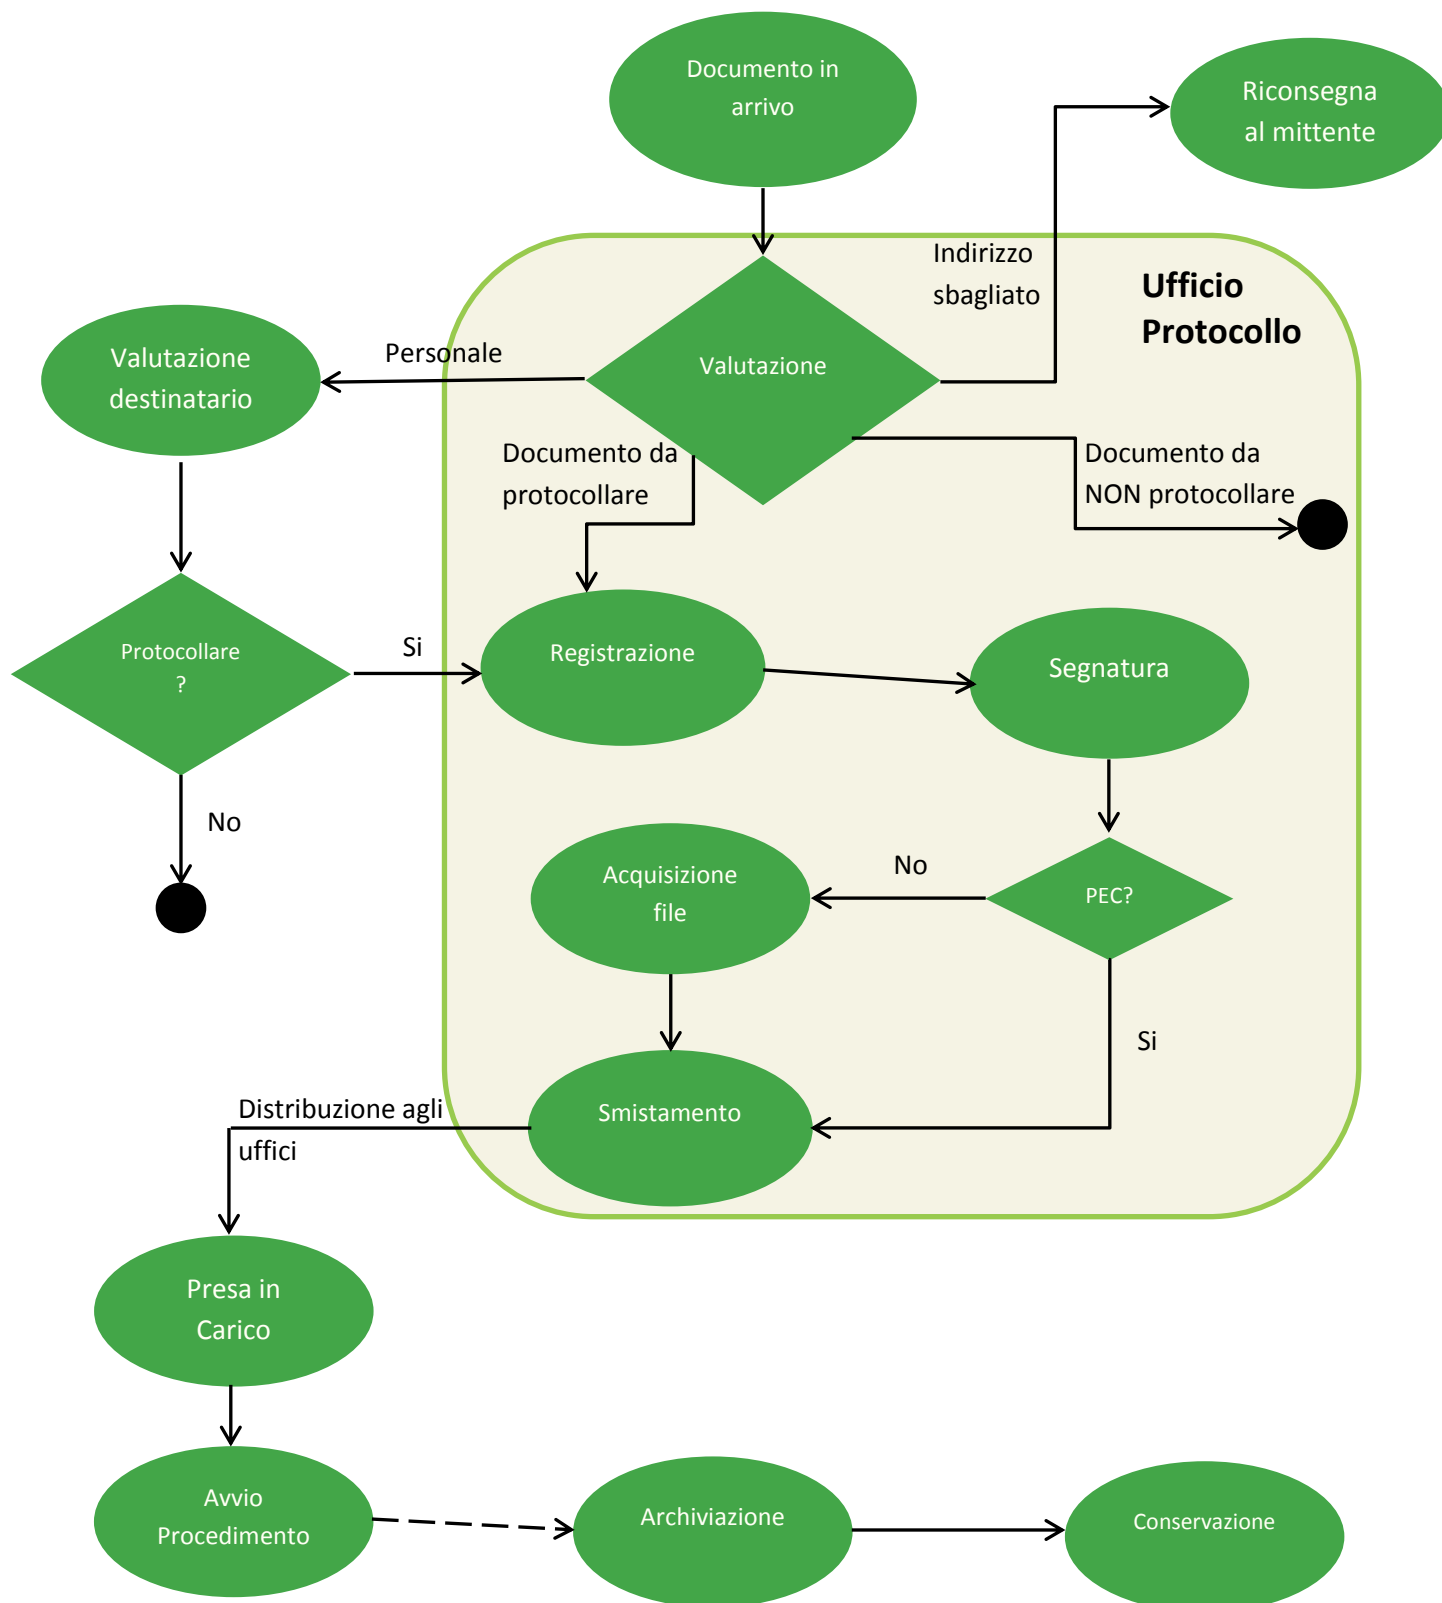 Documento in
arrivo
Riconsegna
al mittente
Indirizzo
sbagliato
Ufficio
Protocollo
Valutazione
destinatario
Personale
Valutazione
Documento da
protocollare
Documento da
NON protocollare
Protocollare
?
Si
Registrazione
Segnatura
No
Acquisizione
file
No
PEC?
Si
Distribuzione agli
uffici
Smistamento
Presa in
Carico
Avvio
Procedimento
Archiviazione
Conservazione